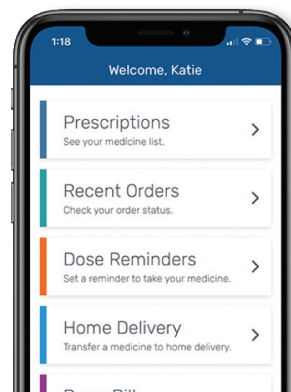 1:18
Welcome, Katie
Prescriptions
See your medicine list.
Recent Orders
Check your order status.
Dose Reminders
Set a reminder to take your medicine.
Home Delivery
Transfer a medicine to home delivery.